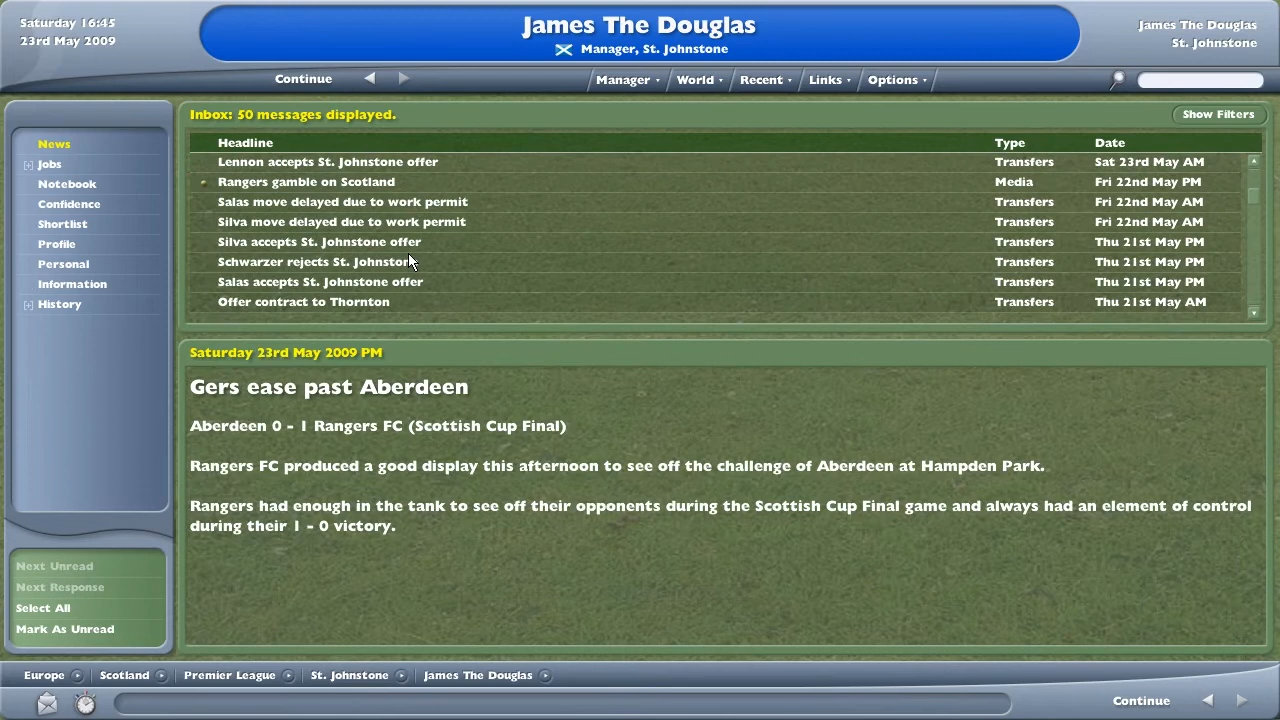 Saturday 16:45
23rd May 2009
James The Douglas
Manager, St. Johnstone
James The Douglas
St. Johnstone
Continue
Manager
World
Recent
Links
Options
News
Jobs
Notebook
Confidence
Shortlist
Profile
Personal
Information
History
Next Unread
Next Response
Select All
Mark As Unread
Inbox: 50 messages displayed.
Show Filters
Headline Type Date
Lennon accepts St. Johnstone offer Transfers Sat 23rd May AM
Rangers gamble on Scotland Media Fri 22nd May PM
Salas move delayed due to work permit Transfers Fri 22nd May AM
Silva move delayed due to work permit Transfers Fri 22nd May AM
Silva accepts St. Johnstone offer Transfers Thu 21st May PM
Schwarzer rejects St. Johnston Transfers Thu 21st May PM
Salas accepts St. Johnstone offer Transfers Thu 21st May PM
Offer contract to Thornton Transfers Thu 21st May AM
Saturday 23rd May 2009 PM
Gers ease past Aberdeen
Aberdeen 0 - 1 Rangers FC (Scottish Cup Final)
Rangers FC produced a good display this afternoon to see off the challenge of Aberdeen at Hampden Park.
Rangers had enough in the tank to see off their opponents during the Scottish Cup Final game and always had an element of control
during their 1 - 0 victory.
Europe
Scotland
Premier League
St. Johnstone
James The Douglas
Continue